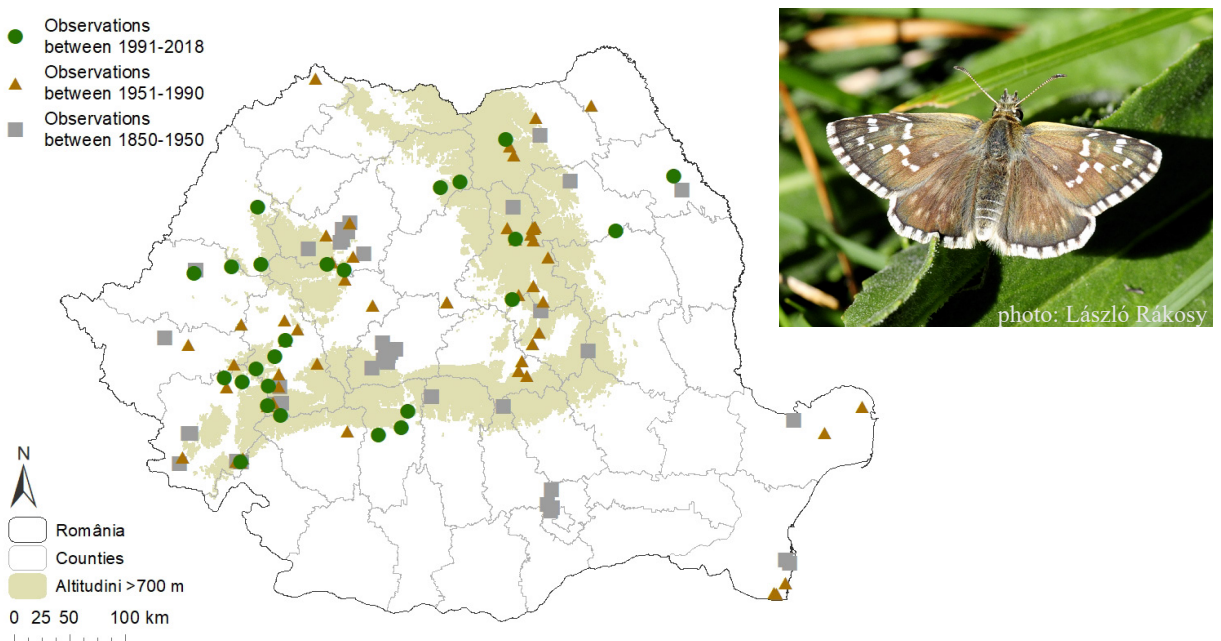 Observations
between 1991-2018
Observations
between 1951-1990
Observations
between 1850-1950
photo: László Rákosy
N
România
Counties
Altitudini >700 m
0 25 50 100 km